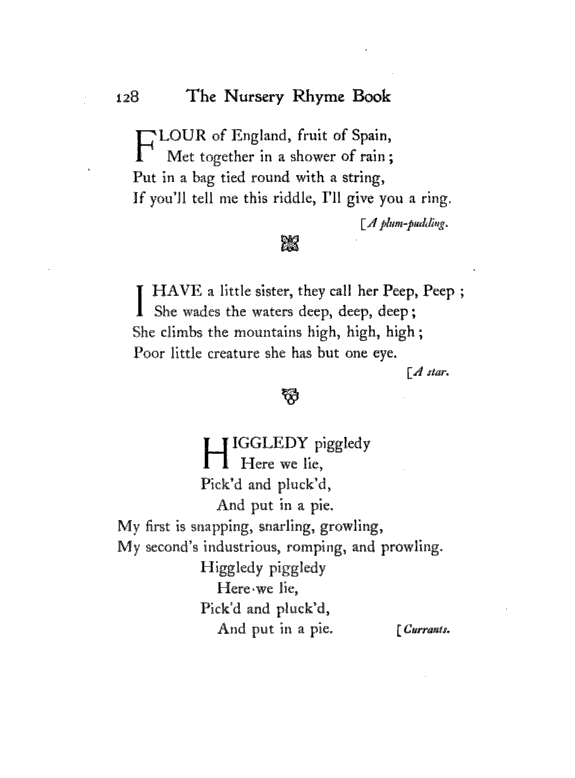 128 The Nursery Rhyme Book
FLOUR of England, fruit of Spain,
Met together in a shower of rain;
Put in a bag tied round with a string,
If you'll tell me this riddle, I'll give you a ring.
[A plum-pudding.
I HAVE a little sister, they call her Peep, Peep;
She wades the waters deep, deep, deep;
She climbs the mountains high, high, high;
Poor little creature she has but one eye.
[A star.
HIGGLEDY piggledy
Here we lie,
Pick'd and pluck'd,
And put in a pie.
My first is snapping, snarling, growling,
My second's industrious, romping, and prowling.
Higgledy piggledy
Here we lie,
Pick'd and pluck'd,
And put in a pie. [Currants.